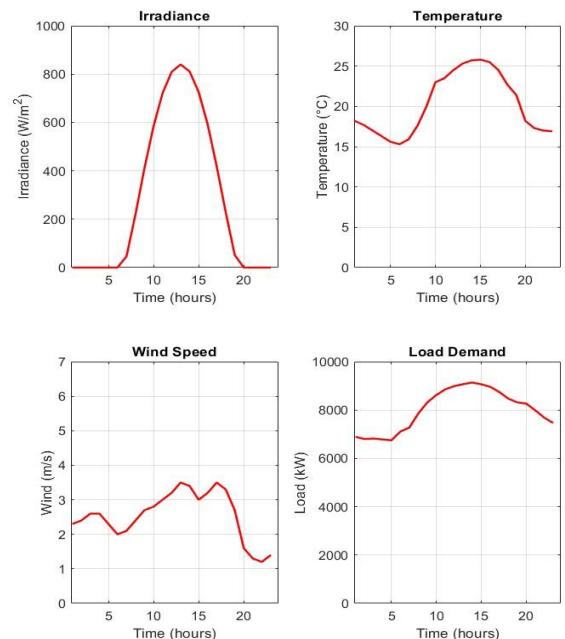 Irradiance
Irradiance (W/m²)
1000
800
600
400
200
0
5 10 15 20
Time (hours)
Temperature
Temperature (°C)
30
25
20
15
10
5
0
5 10 15 20
Time (hours)
Wind Speed
Wind (m/s)
7
6
5
4
3
2
1
0
5 10 15 20
Time (hours)
Load Demand
Load (kW)
10000
8000
6000
4000
2000
0
5 10 15 20
Time (hours)